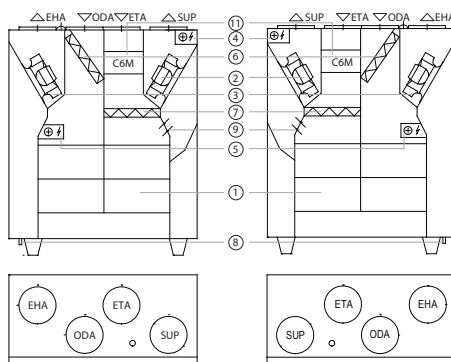 △EHA ▽ODA ▽ETA △SUP
△SUP ▽ETA ▽ODA △EHA
11
4
6
C6M
C6M
2
3
7
9
5
1
8
EHA ETA
ODA SUP
ETA EHA
SUP ODA